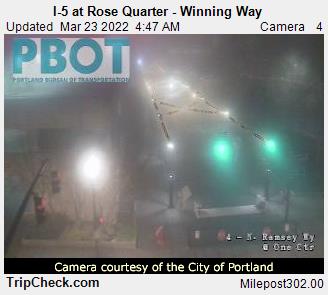 I-5 at Rose Quarter - Winning Way
Updated Mar 23 2022 4:47 AM Camera 4
PBOT
PORTLAND BUREAU OF TRANSPORTATION
4 - N. Ramsey Wy
@ One Ctr
Camera courtesy of the City of Portland
TripCheck.com Milepost302.00